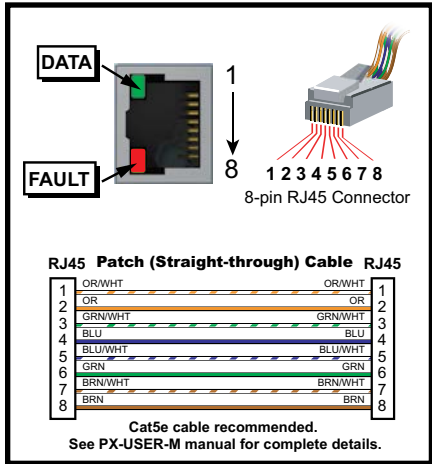 DATA
FAULT
1
8
1 2 3 4 5 6 7 8
8-pin RJ45 Connector
RJ45 Patch (Straight-through) Cable RJ45
1 OR/WHT OR/WHT 1
2 OR OR 2
3 GRN/WHT GRN/WHT 3
4 BLU BLU 4
5 BLU/WHT BLU/WHT 5
6 GRN GRN 6
7 BRN/WHT BRN/WHT 7
8 BRN BRN 8
Cat5e cable recommended.
See PX-USER-M manual for complete details.